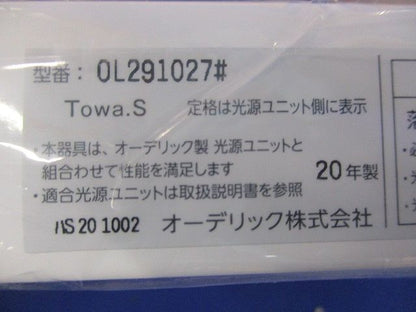 型番：OL291027#
Towa.S 定格は光源ユニット側に表示
・本器具は、オーデリック製 光源ユニットと
組合わせて性能を満足します 20年製
・適合光源ユニットは取扱説明書を参照
ハS 20 1002 オーデリック株式会社